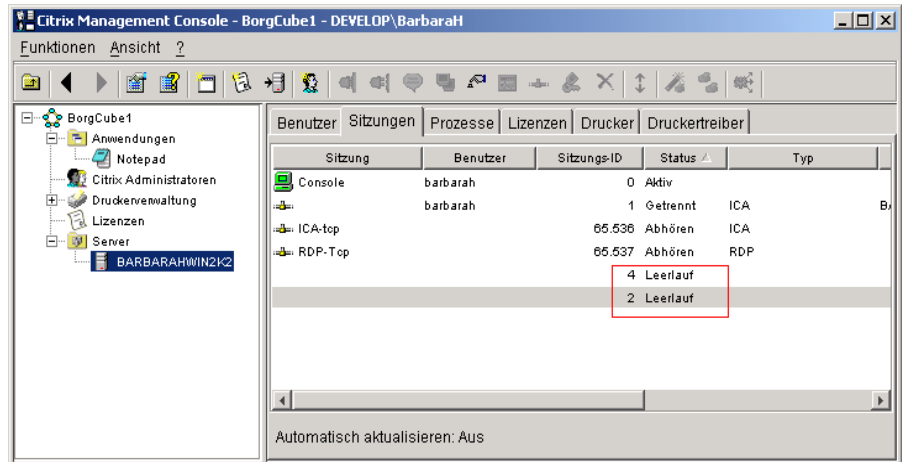 Citrix Management Console - BorgCube1 - DEVELOP\BarbaraH
Funktionen Ansicht ?
BorgCube1
Anwendungen
Notepad
Citrix Administratoren
Druckerverwaltung
Lizenzen
Server
BARBARAHWIN2K2
Benutzer Sitzungen Prozesse Lizenzen Drucker Druckertreiber
Sitzung Benutzer Sitzungs-ID Status Typ
Console barbarah 0 Aktiv
barbarah 1 Getrennt ICA
ICA-tcp 65.536 Abhören ICA
RDP-Tcp 65.537 Abhören RDP
4 Leerlauf
2 Leerlauf
Automatisch aktualisieren: Aus